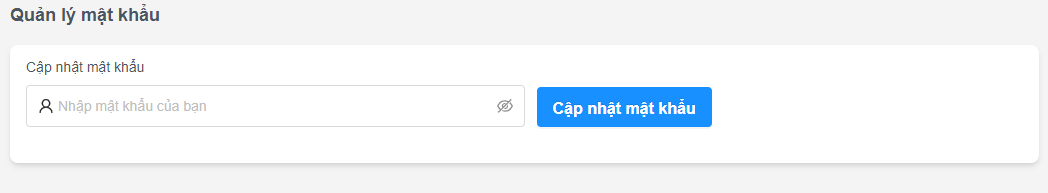 Quản lý mật khẩu
Cập nhật mật khẩu
Nhập mật khẩu của bạn
Cập nhật mật khẩu